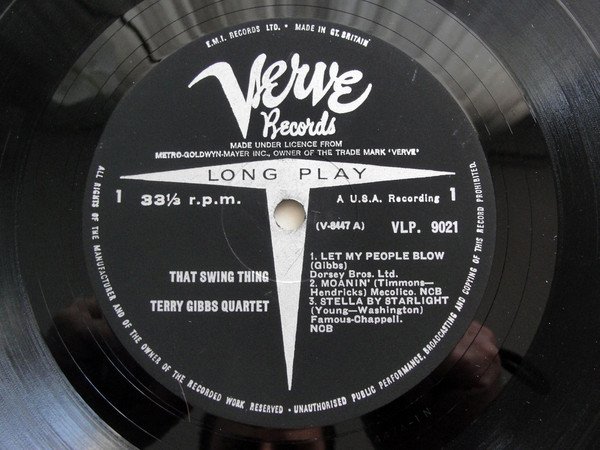 E.M.I. RECORDS LTD. • MADE IN GT. BRITAIN
Verve
Records
MADE UNDER LICENCE FROM
METRO-GOLDWYN-MAYER INC., OWNER OF THE TRADE MARK 'VERVE'
LONG PLAY
1 33⅓ r.p.m. A U.S.A. Recording 1
(V-8447 A) VLP. 9021
THAT SWING THING
TERRY GIBBS QUARTET
1. LET MY PEOPLE BLOW
(Gibbs)
Dorsey Bros. Ltd.
2. MOANIN' (Timmons—
Hendricks) Mecolico. NCB
3. STELLA BY STARLIGHT
(Young—Washington)
Famous-Chappell.
NCB
ALL RIGHTS OF THE MANUFACTURER AND OF THE OWNER OF THE RECORDED WORK RESERVED • UNAUTHORISED PUBLIC PERFORMANCE, BROADCASTING AND COPYING OF THIS RECORD PROHIBITED.